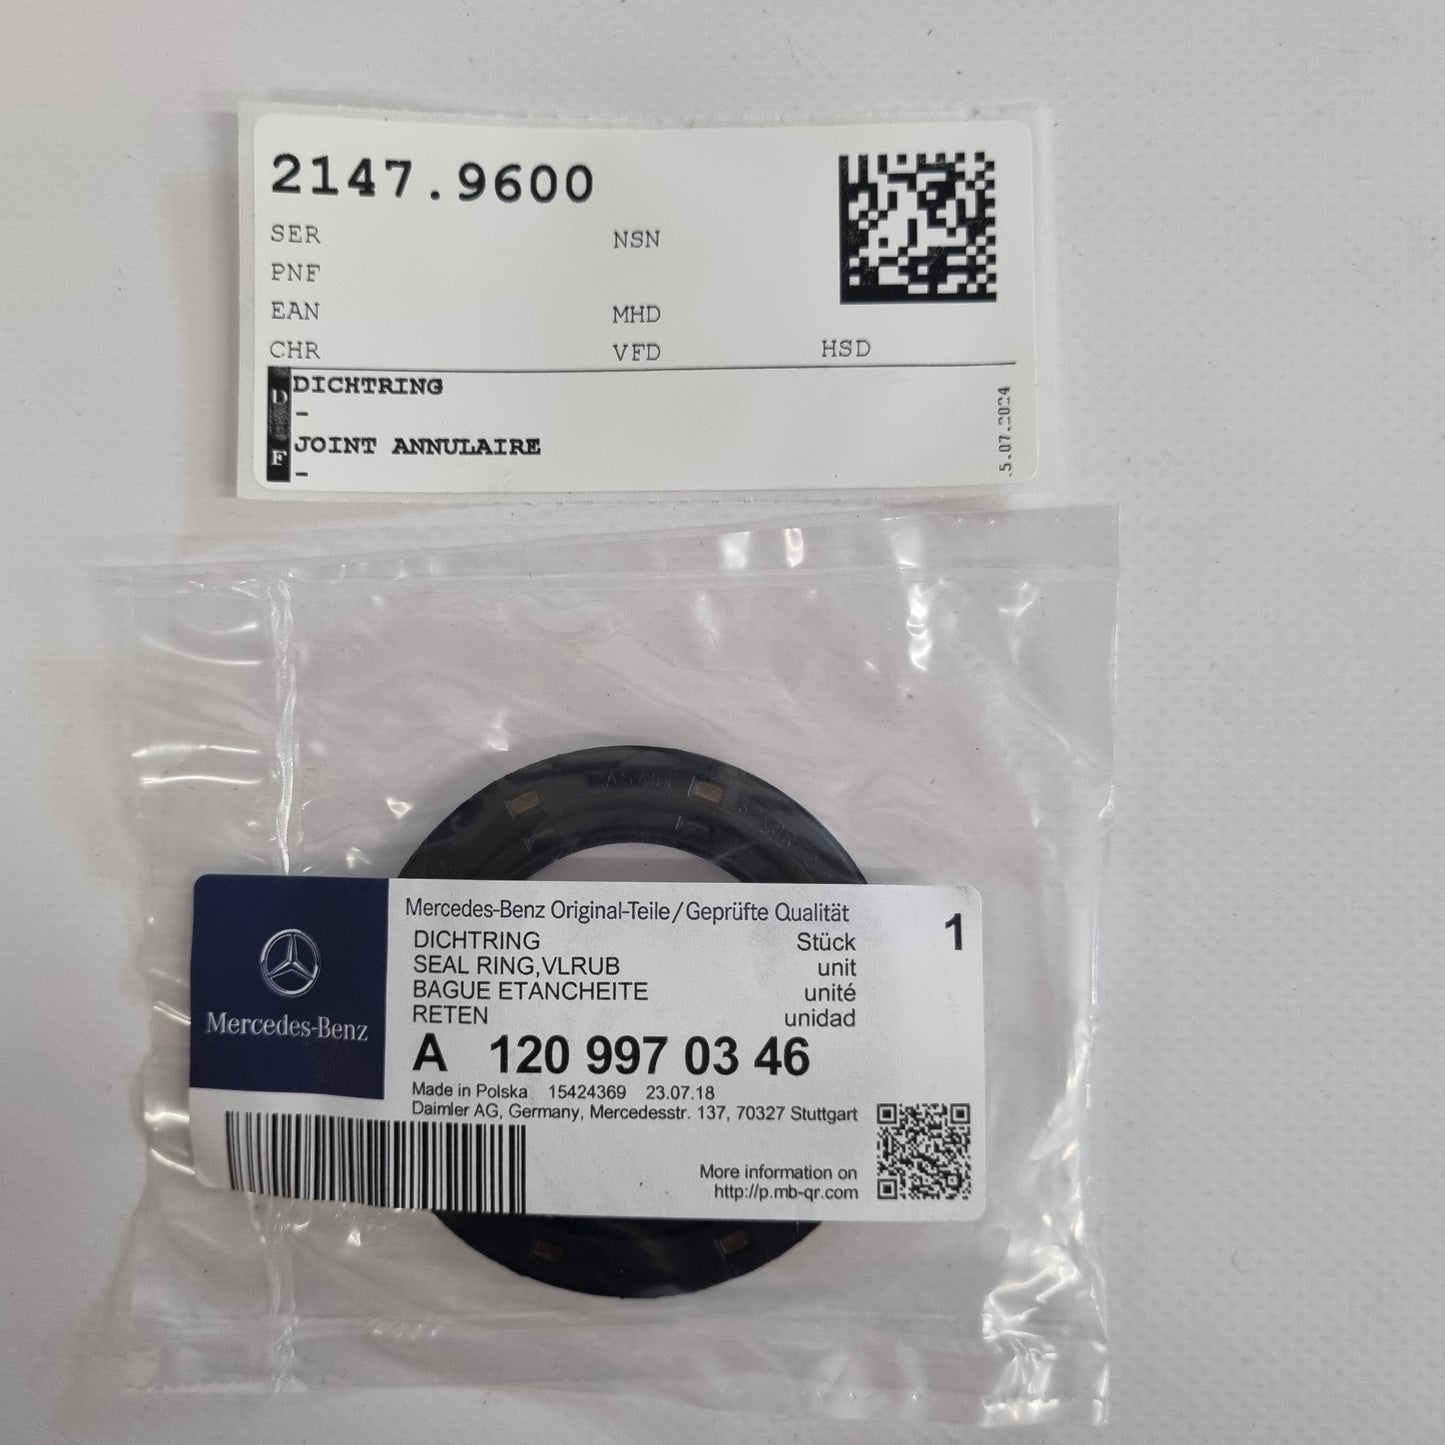 2147.9600
SER NSN
PNF
EAN MHD
CHR VFD HSD
D DICHTRING
-
F JOINT ANNULAIRE
-
5.07.2024
Mercedes-Benz
Mercedes-Benz Original-Teile/Geprüfte Qualität
DICHTRING Stück 1
SEAL RING,VLRUB unit
BAGUE ETANCHEITE unité
RETEN unidad
A 120 997 03 46
Made in Polska 15424369 23.07.18
Daimler AG, Germany, Mercedesstr. 137, 70327 Stuttgart
More information on
http://p.mb-qr.com